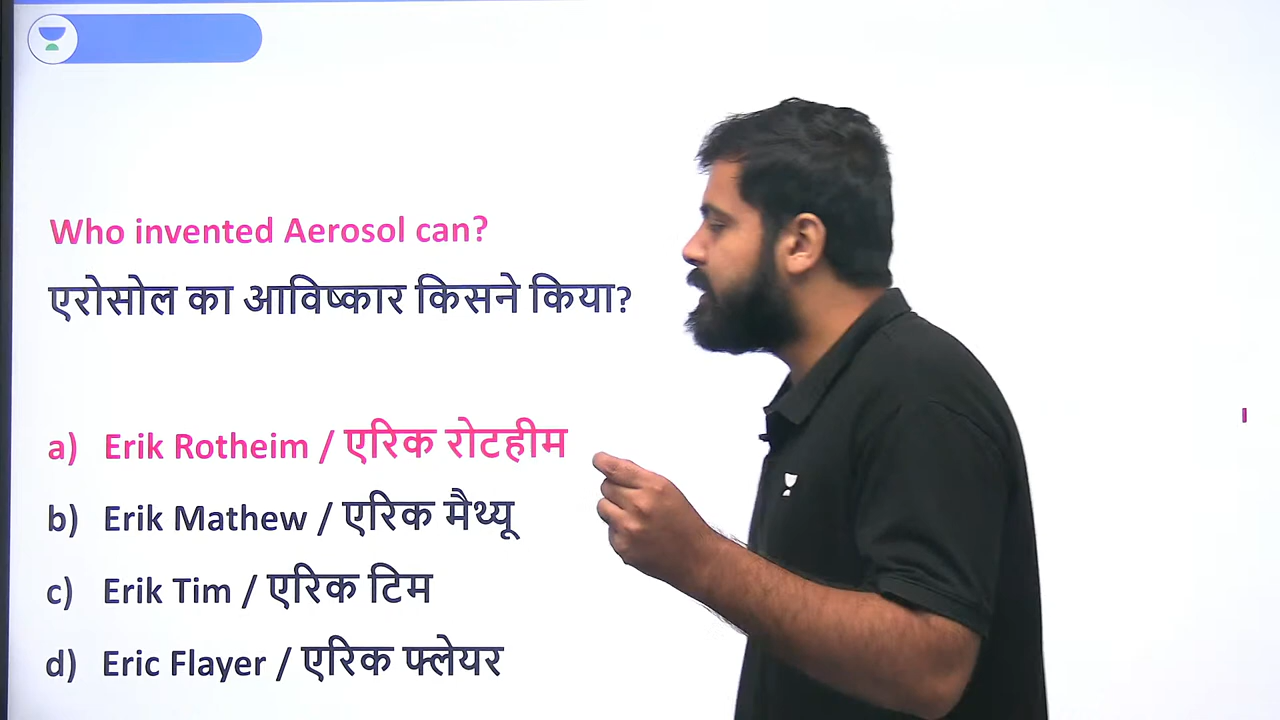 Who invented Aerosol can?
एरोसोल का आविष्कार किसने किया?
a) Erik Rotheim / एरिक रोटहीम
b) Erik Mathew / एरिक मैथ्यू
c) Erik Tim / एरिक टिम
d) Eric Flayer / एरिक फ्लेयर